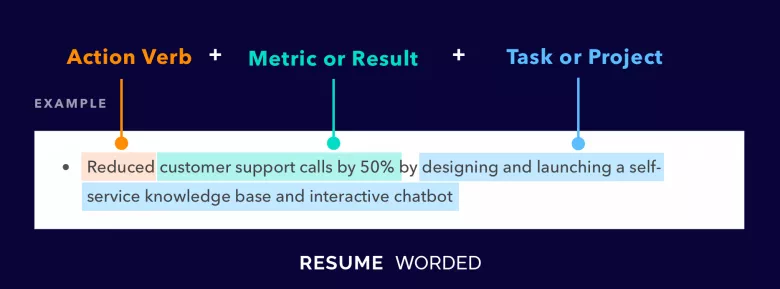 Action Verb + Metric or Result + Task or Project
EXAMPLE
• Reduced customer support calls by 50% by designing and launching a self-
service knowledge base and interactive chatbot
RESUME WORDED